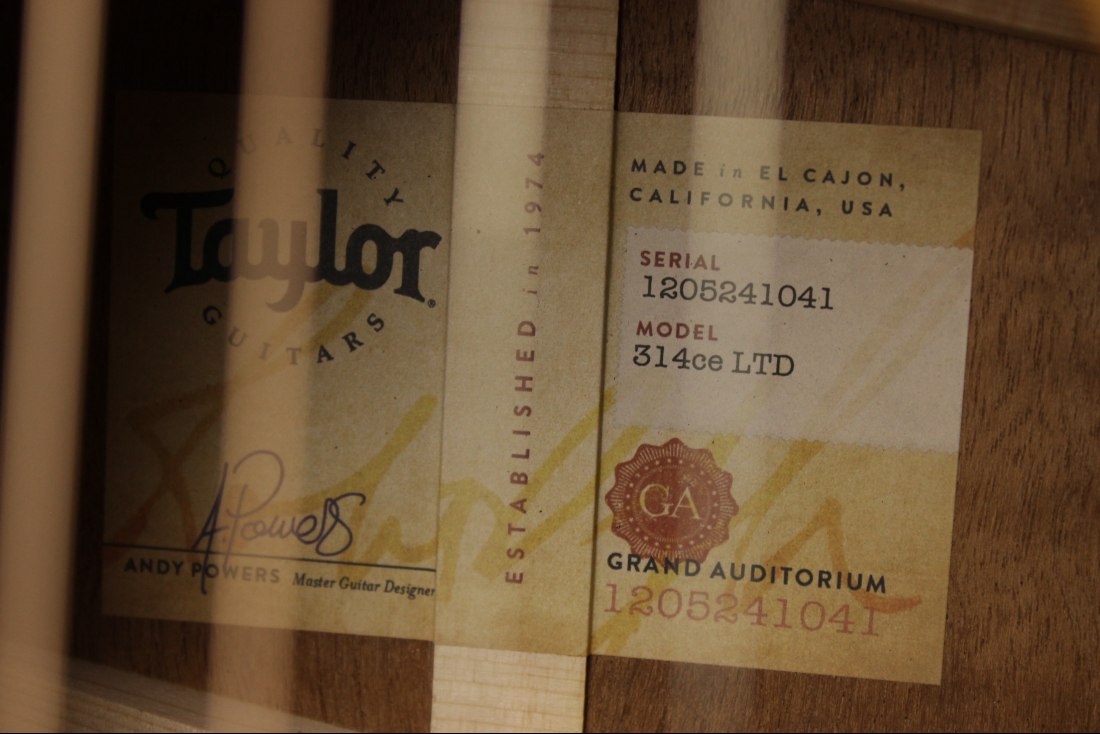 QUALITY
Taylor®
GUITARS
A. Powers
ANDY POWERS Master Guitar Designer
ESTABLISHED in 1974
MADE in EL CAJON,
CALIFORNIA, USA
SERIAL
1205241041
MODEL
314ce LTD
GA
GRAND AUDITORIUM
1205241041